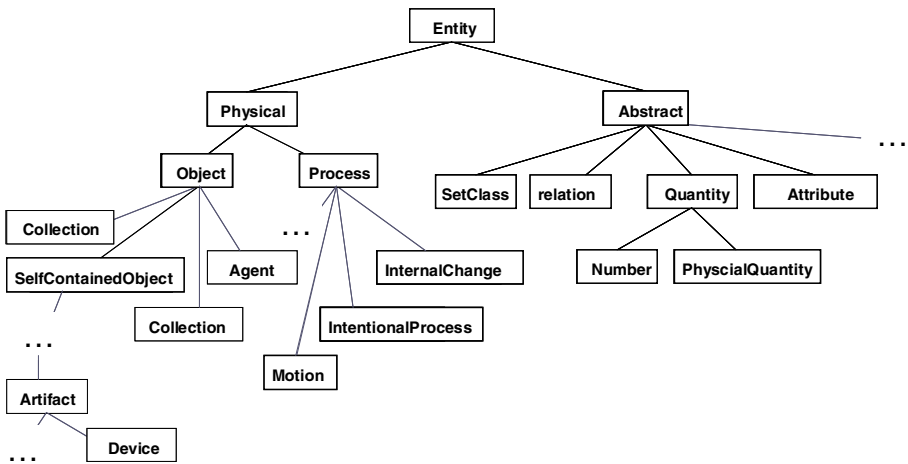 Entity
Physical
Abstract
...
Object
Process
SetClass
relation
Quantity
Attribute
Collection
...
SelfContainedObject
Agent
InternalChange
Number
PhyscialQuantity
Collection
IntentionalProcess
...
Motion
Artifact
Device
...